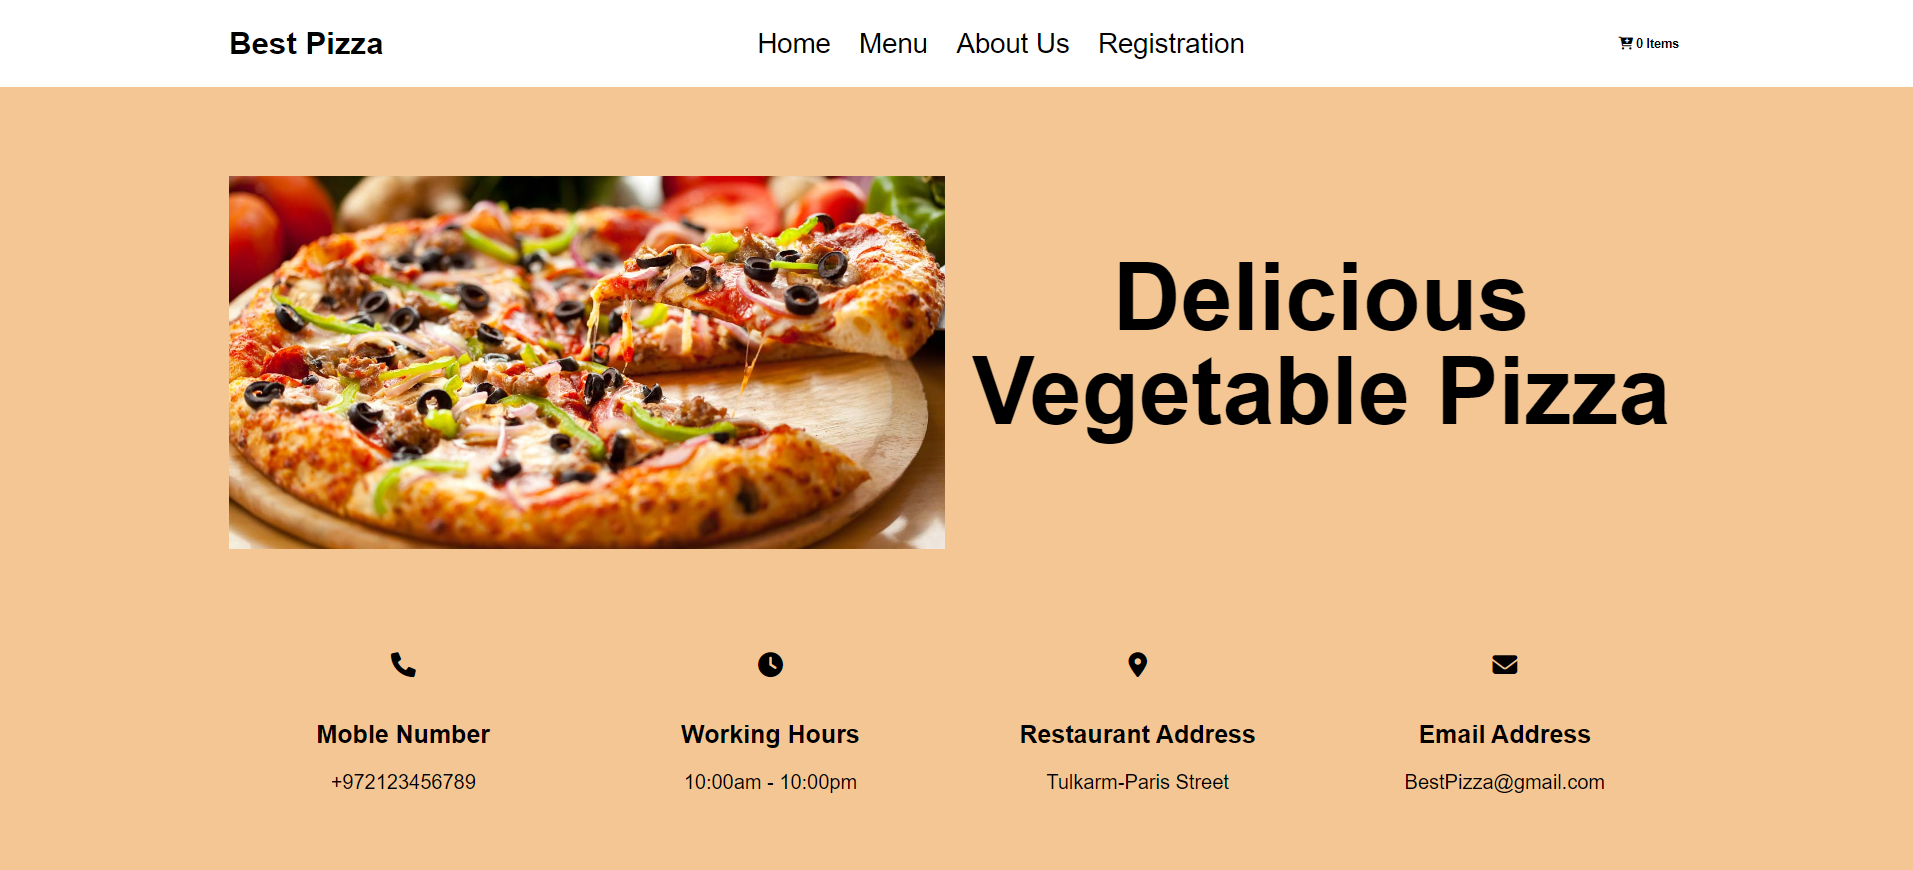 Best Pizza
Home Menu About Us Registration
0 Items
Delicious
Vegetable Pizza
Moble Number
+972123456789
Working Hours
10:00am - 10:00pm
Restaurant Address
Tulkarm-Paris Street
Email Address
BestPizza@gmail.com